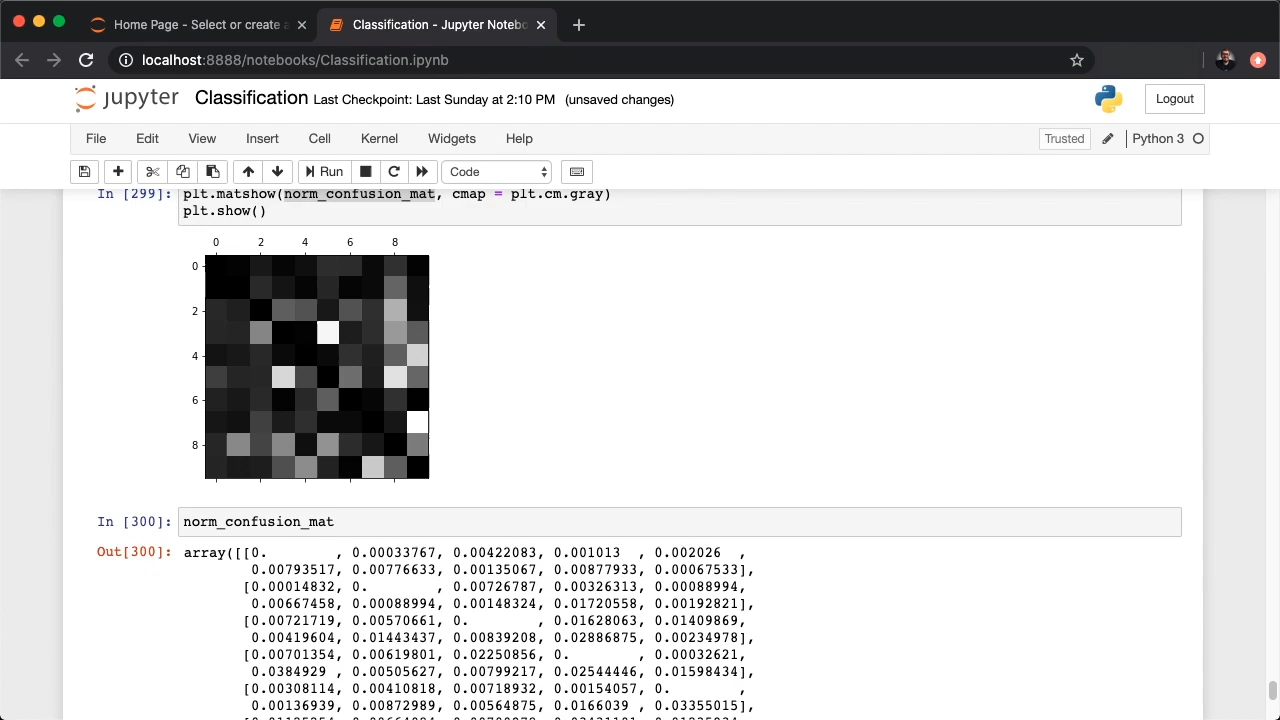 Home Page - Select or create a
Classification - Jupyter Notebo
localhost:8888/notebooks/Classification.ipynb
jupyter Classification Last Checkpoint: Last Sunday at 2:10 PM (unsaved changes)
Logout
File Edit View Insert Cell Kernel Widgets Help
Trusted Python 3
Run Code
In [299]: plt.matshow(norm_confusion_mat, cmap = plt.cm.gray)
plt.show()
0 2 4 6 8
0
2
4
6
8
In [300]: norm_confusion_mat
Out[300]: array([[0. , 0.00033767, 0.00422083, 0.001013 , 0.002026 ,
0.00793517, 0.00776633, 0.00135067, 0.00877933, 0.00067533],
[0.00014832, 0. , 0.00726787, 0.00326313, 0.00088994,
0.00667458, 0.00088994, 0.00148324, 0.01720558, 0.00192821],
[0.00721719, 0.00570661, 0. , 0.01628063, 0.01409869,
0.00419604, 0.01443437, 0.00839208, 0.02886875, 0.00234978],
[0.00701354, 0.00619801, 0.02250856, 0. , 0.00032621,
0.0384929 , 0.00505627, 0.00799217, 0.02544446, 0.01598434],
[0.00308114, 0.00410818, 0.00718932, 0.00154057, 0. ,
0.00136939, 0.00872989, 0.00564875, 0.0166039 , 0.03355015],